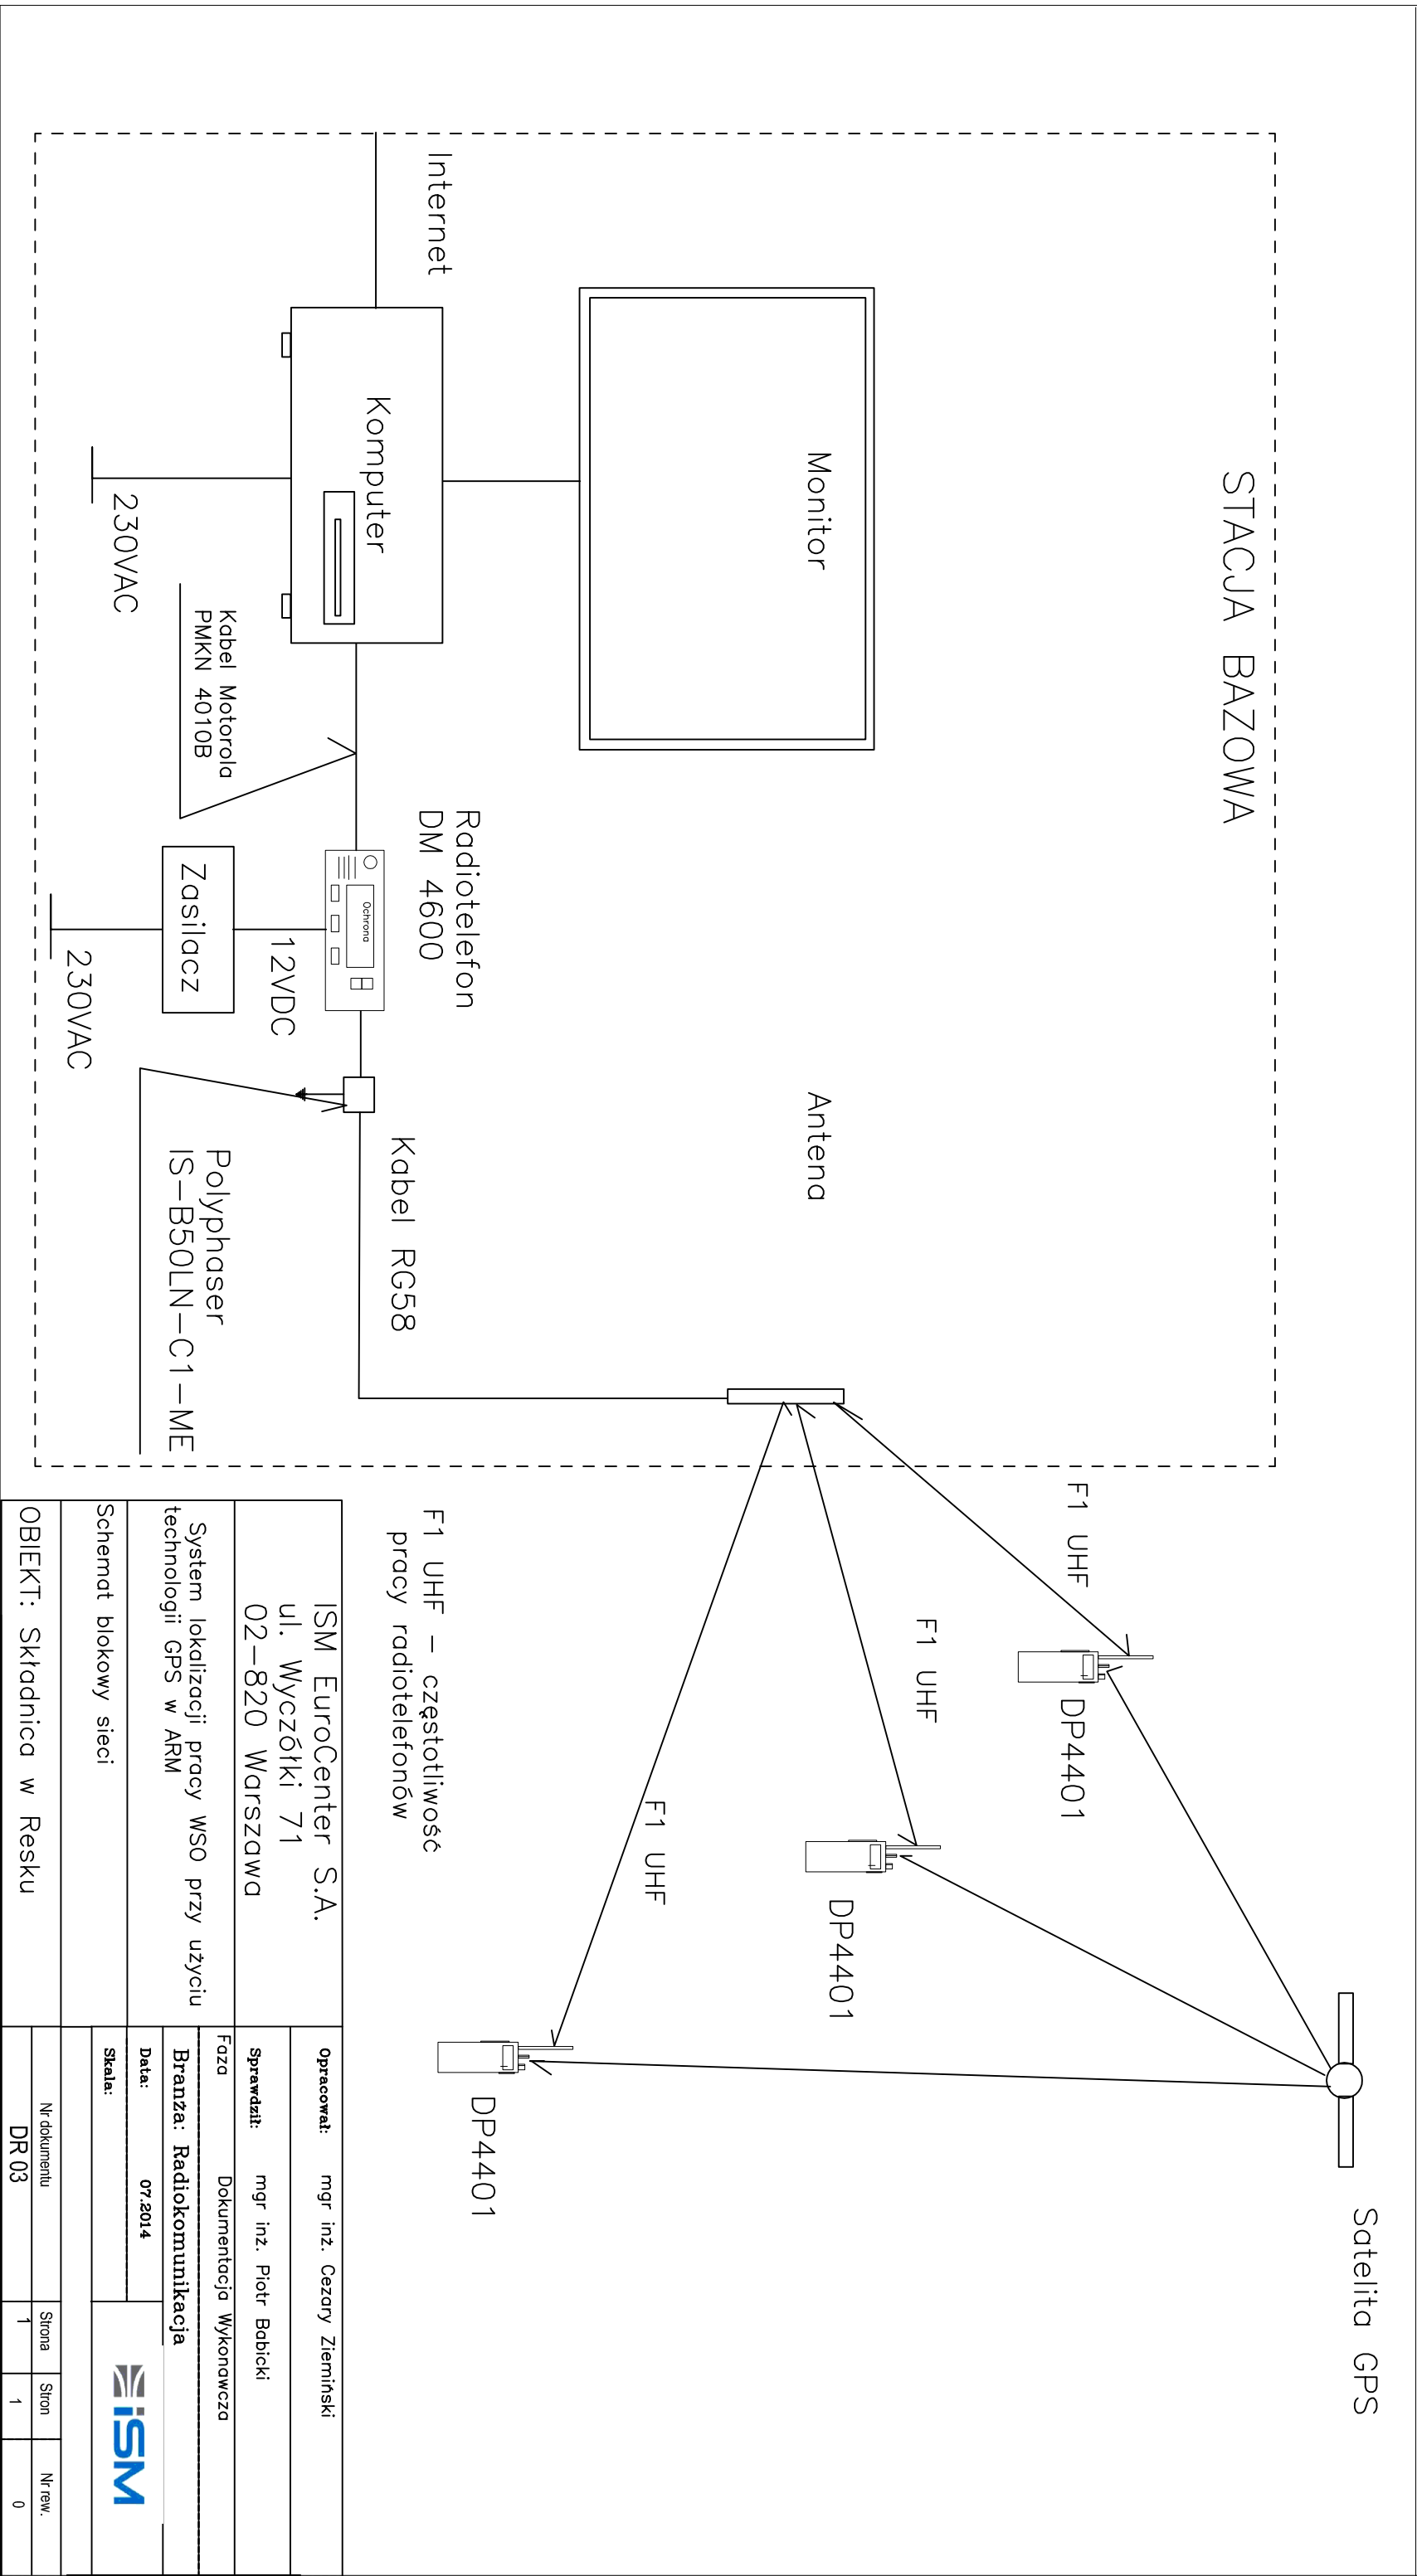 STACJA BAZOWA
Satelita GPS
Monitor
Antena
F1 UHF
DP4401
F1 UHF
DP4401
F1 UHF
DP4401
Internet
Komputer
230VAC
Kabel Motorola
PMKN 4010B
Radiotelefon
DM 4600
Ochrona
12VDC
Zasilacz
230VAC
Kabel RG58
Polyphaser
IS-B50LN-C1-ME
F1 UHF - częstotliwość
pracy radiotelefonów
ISM EuroCenter S.A.
ul. Wyczółki 71
02-820 Warszawa
System lokalizacji pracy WSO przy użyciu
technologii GPS w ARM
Schemat blokowy sieci
OBIEKT: Składnica w Resku
Opracował: mgr inż. Cezary Ziemiński
Sprawdził: mgr inż. Piotr Babicki
Faza Dokumentacja Wykonawcza
Branża: Radiokomunikacja
Data: 07.2014
Skala:
iSM
Nr dokumentu Strona Stron Nr rew.
DR 03 1 1 0